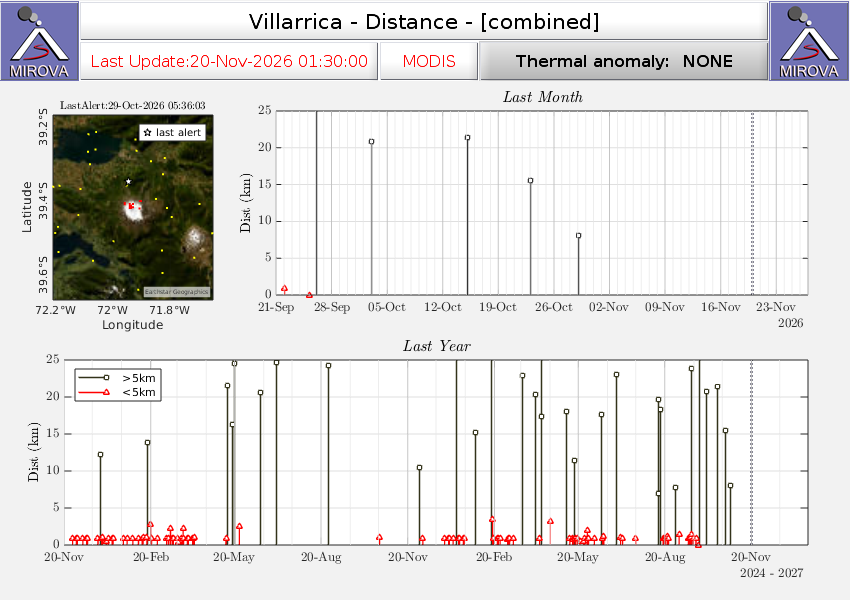 Villarrica - Distance - [combined]
MIROVA
Last Update:20-Nov-2026 01:30:00
MODIS
Thermal anomaly: NONE
MIROVA
LastAlert:29-Oct-2026 05:36:03
last alert
Latitude
39.2°S
39.4°S
39.6°S
Earthstar Geographics
72.2°W
72°W
71.8°W
Longitude
Last Month
Dist (km)
25
20
15
10
5
0
21-Sep
28-Sep
05-Oct
12-Oct
19-Oct
26-Oct
02-Nov
09-Nov
16-Nov
23-Nov
2026
Last Year
Dist (km)
25
20
15
10
5
0
>5km
<5km
20-Nov
20-Feb
20-May
20-Aug
20-Nov
20-Feb
20-May
20-Aug
20-Nov
2024 - 2027